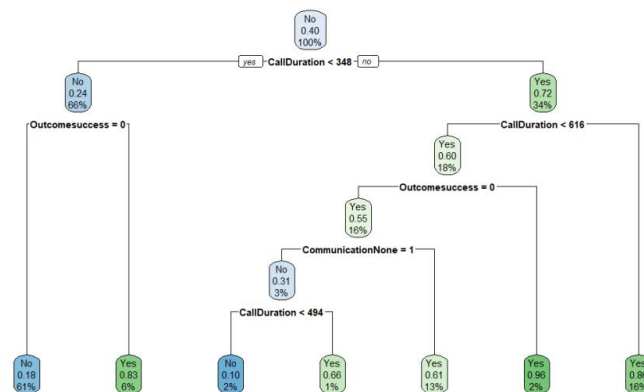 No
0.40
100%
yes CallDuration < 348 no
No
0.24
66%
Yes
0.72
34%
Outcomesuccess = 0
CallDuration < 616
Yes
0.60
18%
Outcomesuccess = 0
Yes
0.55
16%
CommunicationNone = 1
No
0.31
3%
CallDuration < 494
No
0.18
61%
Yes
0.83
6%
No
0.10
2%
Yes
0.66
1%
Yes
0.61
13%
Yes
0.96
2%
Yes
16%